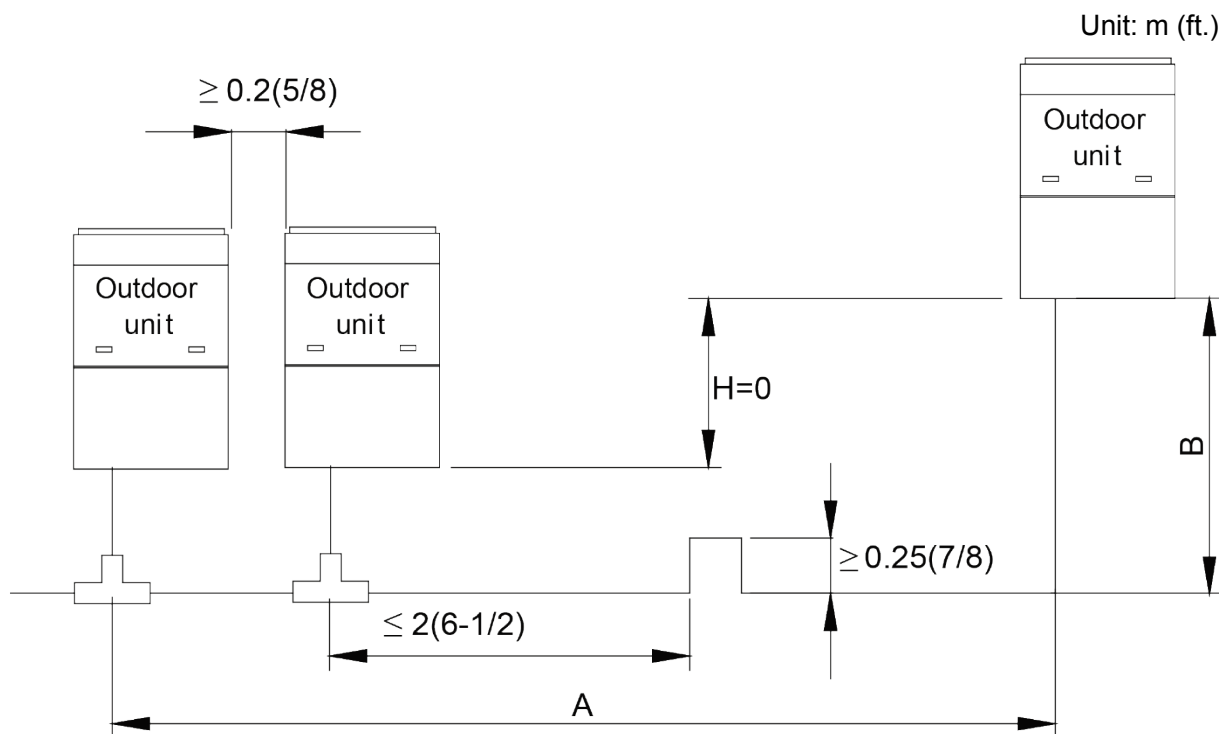 Unit: m (ft.)
≥ 0.2(5/8)
Outdoor
unit
Outdoor
unit
Outdoor
unit
H=0
B
≥ 0.25(7/8)
≤ 2(6-1/2)
A